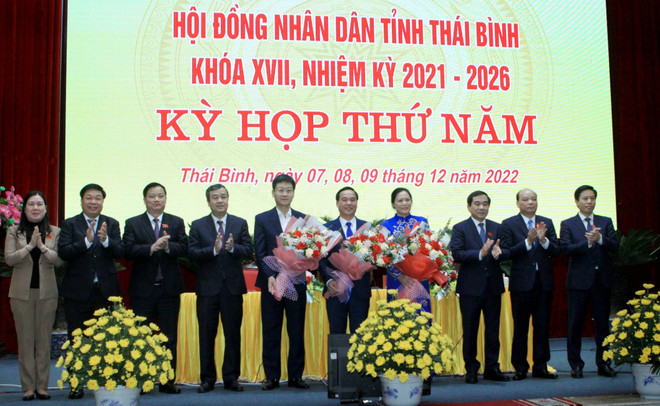 HỘI ĐỒNG NHÂN DÂN TỈNH THÁI BÌNH
KHÓA XVII, NHIỆM KỲ 2021 - 2026
KỲ HỌP THỨ NĂM
Thái Bình, ngày 07, 08, 09 tháng 12 năm 2022